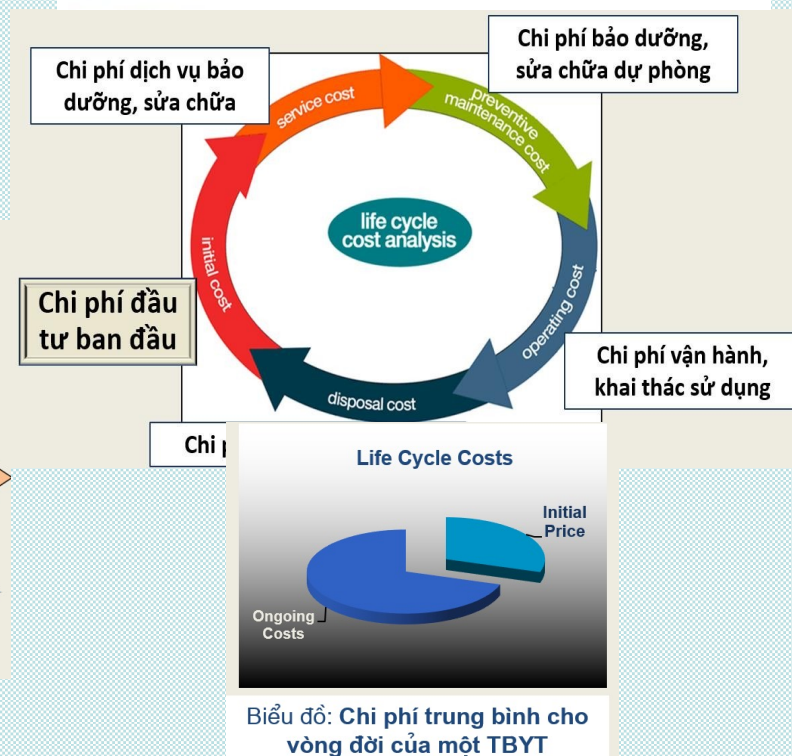 Chi phí dịch vụ bảo
dưỡng, sửa chữa
Chi phí bảo dưỡng,
sửa chữa dự phòng
service cost
preventive
maintenance cost
life cycle
cost analysis
initial cost
operating cost
disposal cost
Chi phí đầu
tư ban đầu
Chi phí vận hành,
khai thác sử dụng
Chi
Life Cycle Costs
Initial
Price
Ongoing
Costs
Biểu đồ: Chi phí trung bình cho
vòng đời của một TBYT